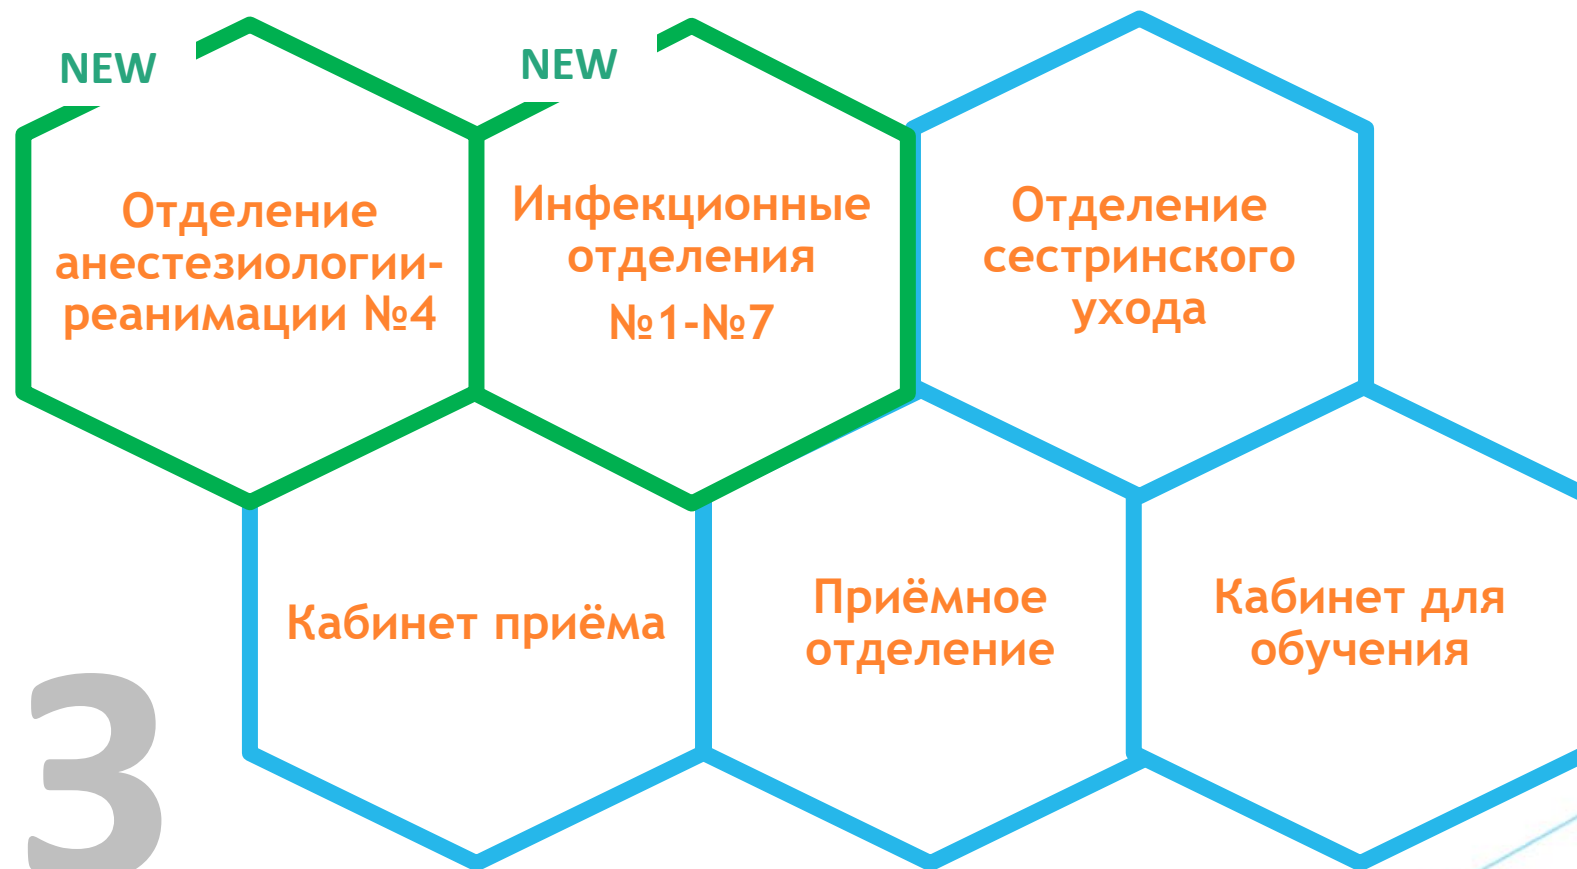 NEW
Отделение
анестезиологии-
реанимации №4
NEW
Инфекционные
отделения
№1-№7
Отделение
сестринского
ухода
Кабинет приёма
Приёмное
отделение
Кабинет для
обучения
3